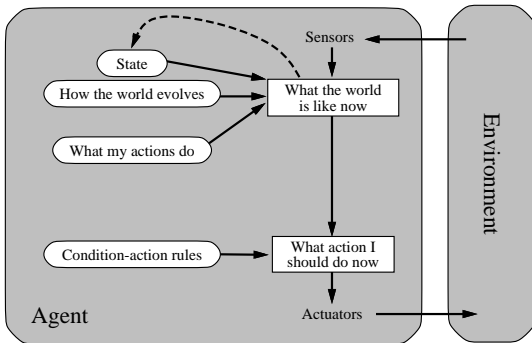 Sensors
State
How the world evolves
What the world
is like now
What my actions do
Environment
Condition-action rules
What action I
should do now
Agent
Actuators